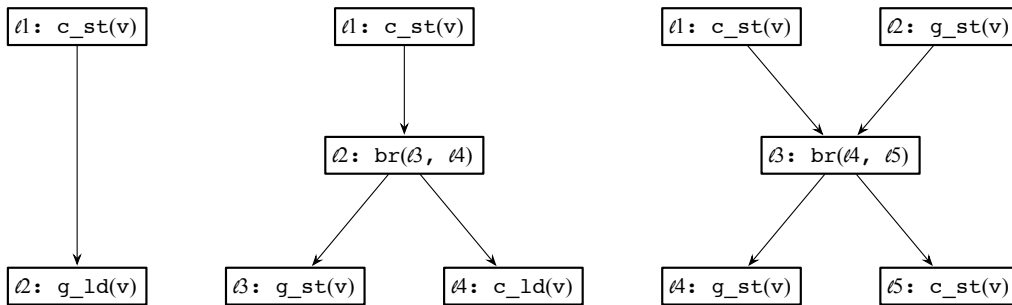 ℓ1: c_st(v)
ℓ2: g_ld(v)
ℓ1: c_st(v)
ℓ2: br(ℓ3, ℓ4)
ℓ3: g_st(v)
ℓ4: c_ld(v)
ℓ1: c_st(v)
ℓ2: g_st(v)
ℓ3: br(ℓ4, ℓ5)
ℓ4: g_st(v)
ℓ5: c_st(v)